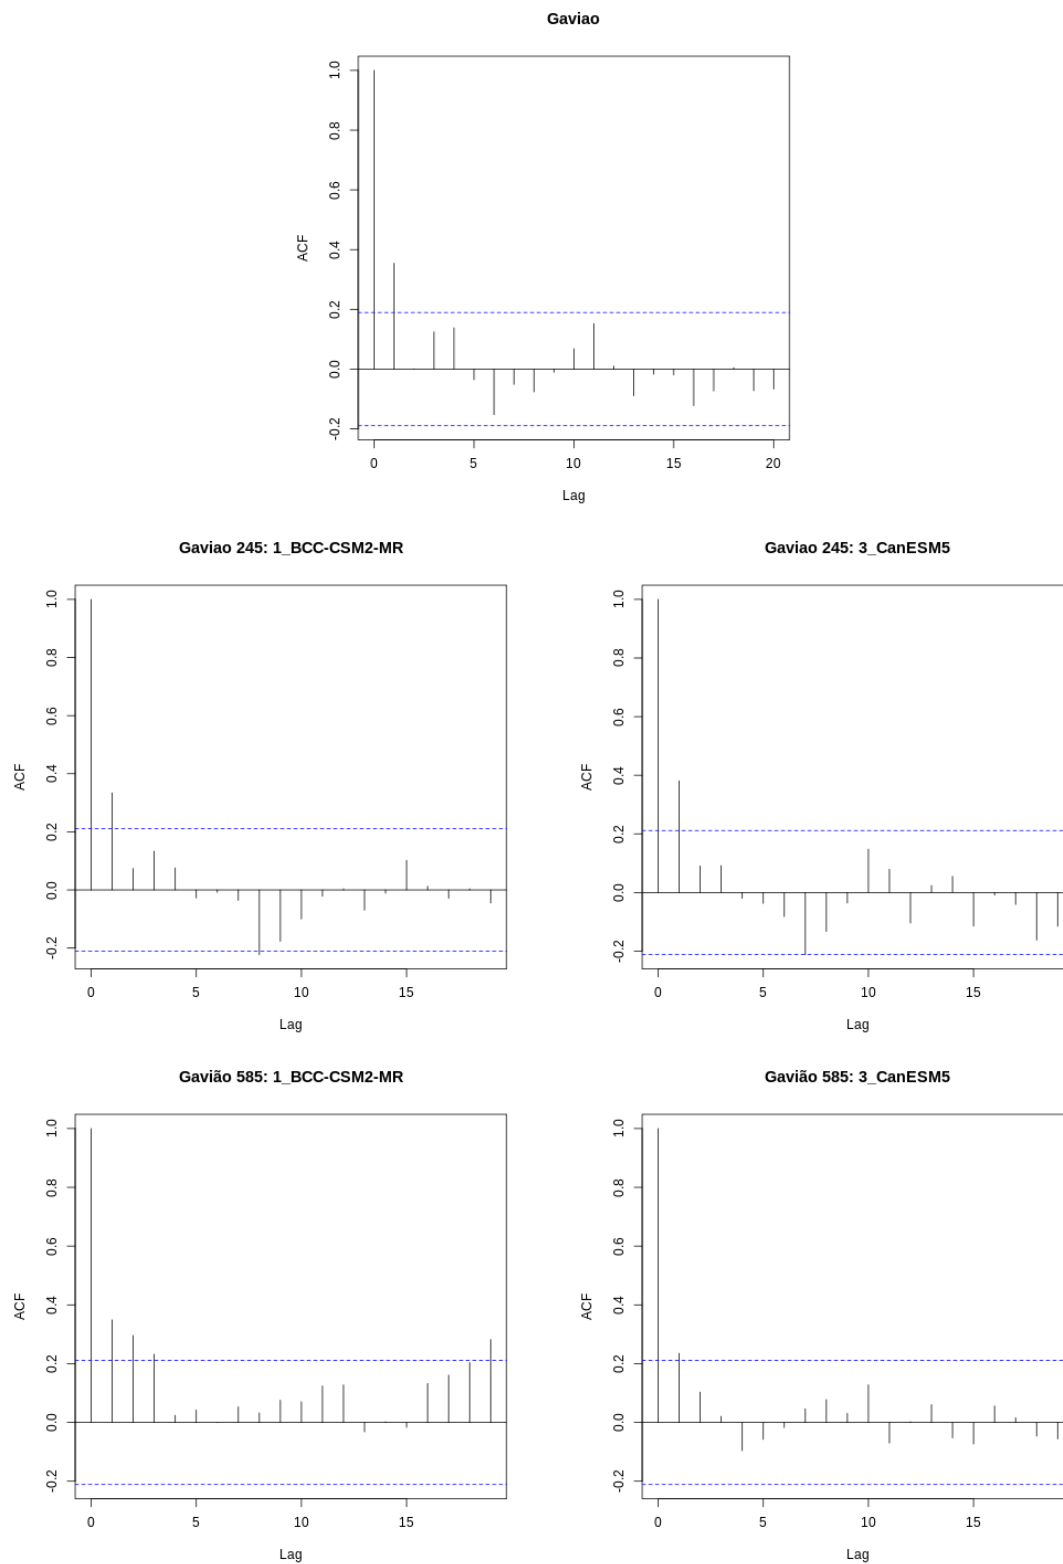 Gaviao
ACF
1.0
0.8
0.6
0.4
0.2
0.0
-0.2
0 5 10 15 20
Lag
Gaviao 245: 1_BCC-CSM2-MR
ACF
1.0
0.8
0.6
0.4
0.2
0.0
-0.2
0 5 10 15
Lag
Gaviao 245: 3_CanESM5
ACF
1.0
0.8
0.6
0.4
0.2
0.0
-0.2
0 5 10 15
Lag
Gavião 585: 1_BCC-CSM2-MR
ACF
1.0
0.8
0.6
0.4
0.2
0.0
-0.2
0 5 10 15
Lag
Gavião 585: 3_CanESM5
ACF
1.0
0.8
0.6
0.4
0.2
0.0
-0.2
0 5 10 15
Lag